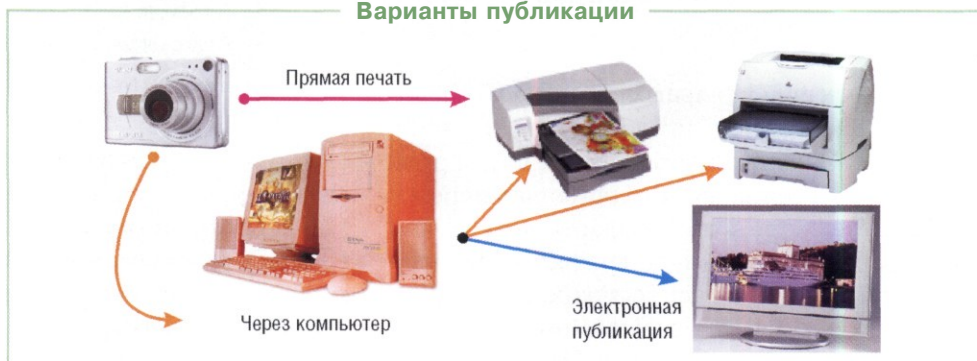 Варианты публикации
Прямая печать
Через компьютер
Электронная
публикация